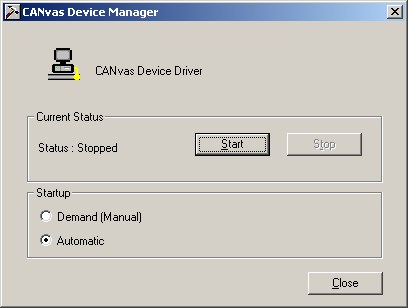 CANvas Device Manager
CANvas Device Driver
Current Status
Status : Stopped
Start
Stop
Startup
Demand (Manual)
Automatic
Close